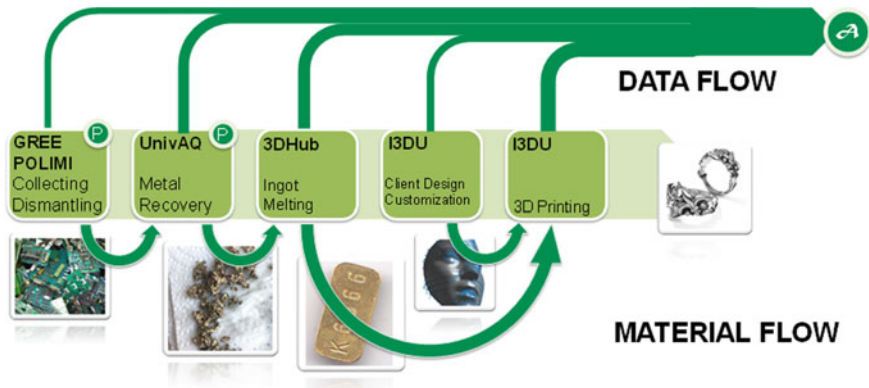 A
DATA FLOW
GREE
POLIMI
Collecting
Dismantling
P
UnivAQ
Metal
Recovery
P
3DHub
Ingot
Melting
I3DU
Client Design
Customization
I3DU
3D Printing
MATERIAL FLOW